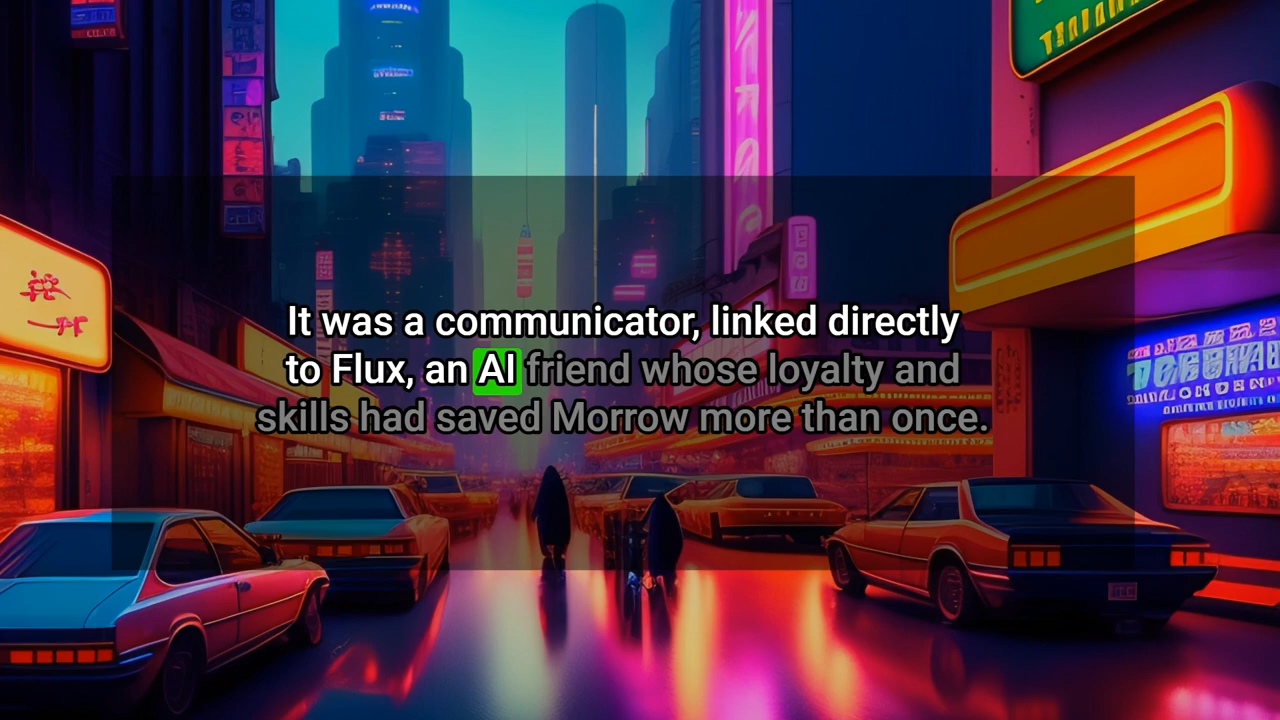 It was a communicator, linked directly
to Flux, an AI friend whose loyalty and
skills had saved Morrow more than once.